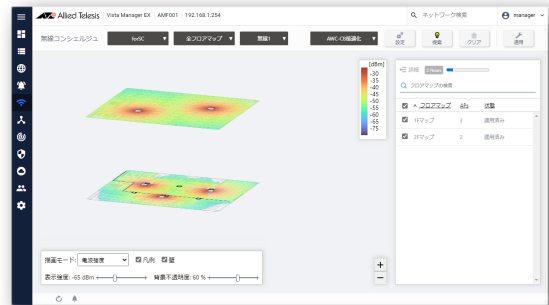 Allied Telesis Vista Manager EX AMF001 192.168.1.254 ネットワーク検索 manager
無線コンシェルジュ forSC 全フロアマップ 無線1 AWC-CB最適化 設定 提案 クリア 適用
[dBm]
-30
-35
-40
-45
-50
-55
-60
-65
-75
詳細
フロアマップの検索
フロアマップ APs 状態
1Fマップ 3 適用済み
2Fマップ 2 適用済み
描画モード: 電波強度 凡例 壁
表示強度: -65 dBm 背景不透明度: 60 %
+
−